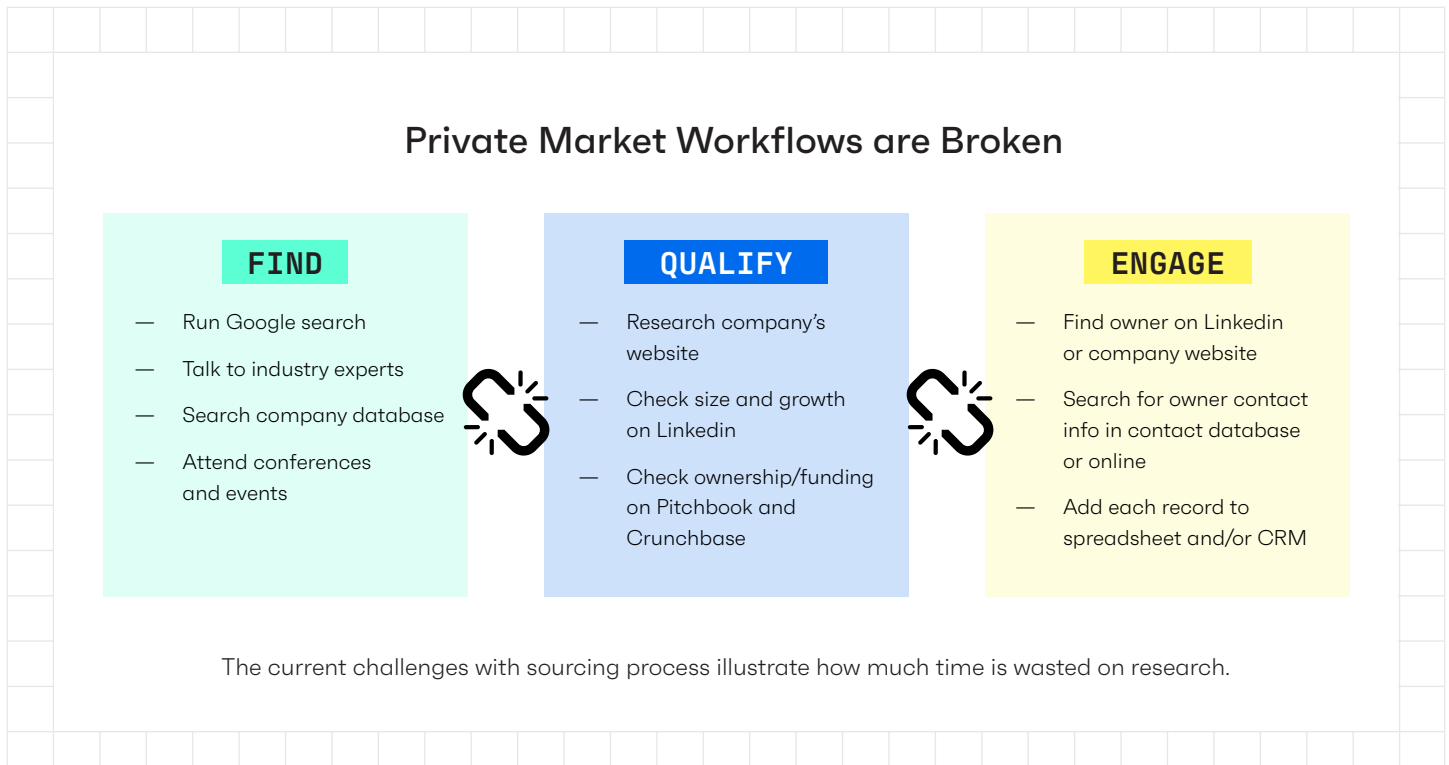 Private Market Workflows are Broken
FIND
— Run Google search
— Talk to industry experts
— Search company database
— Attend conferences
and events
QUALIFY
— Research company’s
website
— Check size and growth
on Linkedin
— Check ownership/funding
on Pitchbook and
Crunchbase
ENGAGE
— Find owner on Linkedin
or company website
— Search for owner contact
info in contact database
or online
— Add each record to
spreadsheet and/or CRM
The current challenges with sourcing process illustrate how much time is wasted on research.